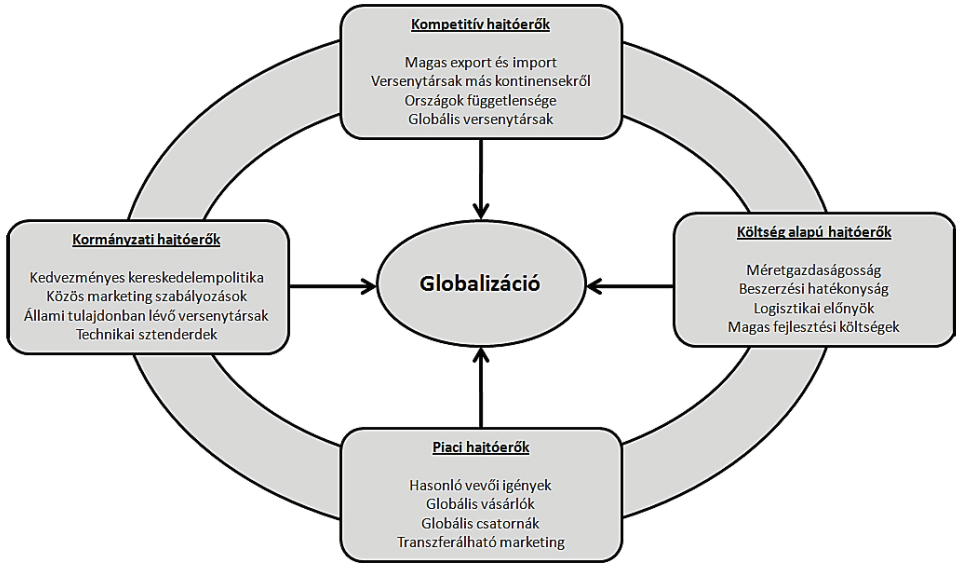 Kompetitív hajtóerők
Magas export és import
Versenytársak más kontinensekről
Országok függetlensége
Globális versenytársak
Kormányzati hajtóerők
Kedvezményes kereskedelempolitika
Közös marketing szabályozások
Állami tulajdonban lévő versenytársak
Technikai sztenderdek
Globalizáció
Költség alapú hajtóerők
Méretgazdaságosság
Beszerzési hatékonyság
Logisztikai előnyök
Magas fejlesztési költségek
Piaci hajtóerők
Hasonló vevői igények
Globális vásárlók
Globális csatornák
Transzferálható marketing